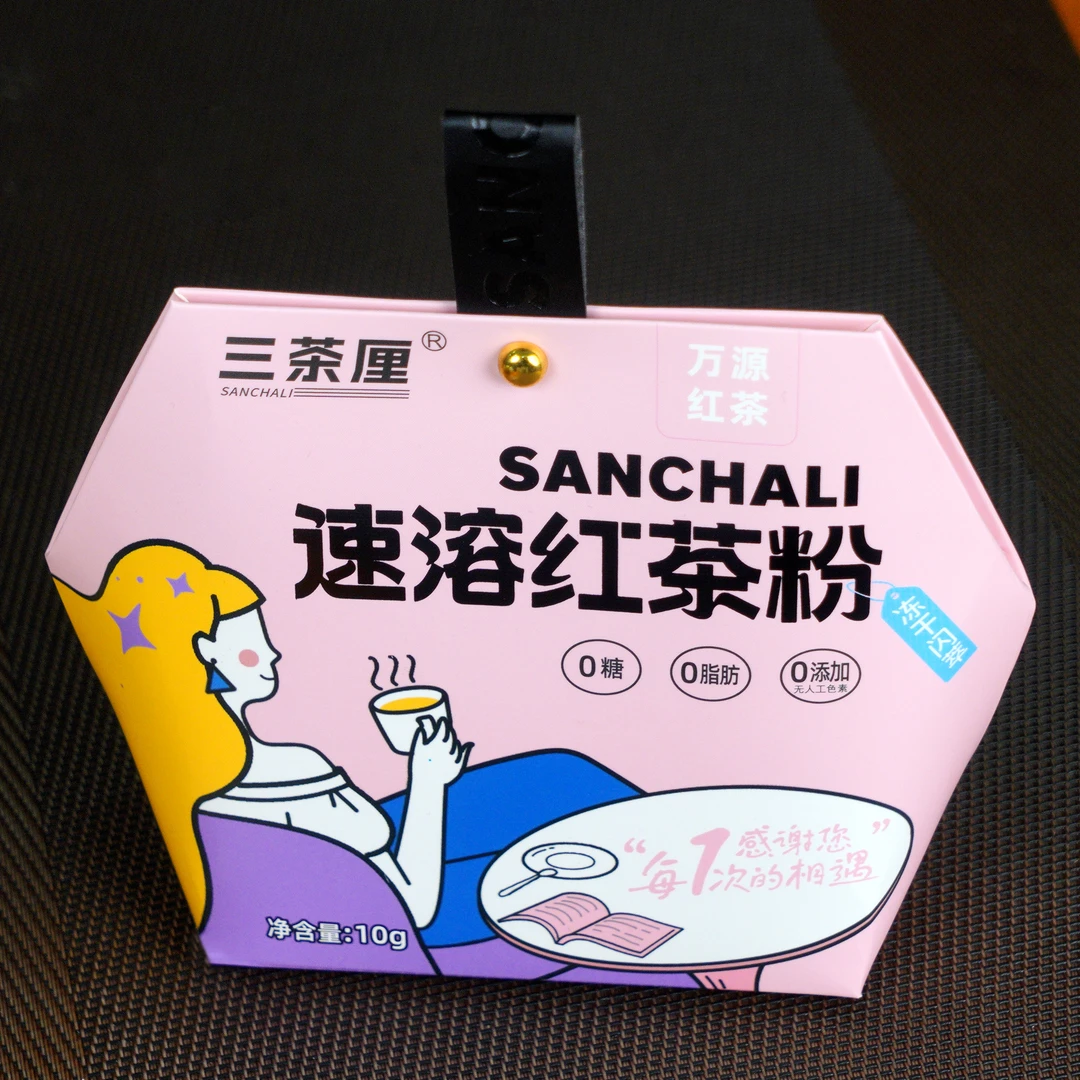 SANC
三茶厘®
SANCHALI
万源
红茶
SANCHALI
速溶红茶粉
冻干闪萃
0糖
0脂肪
0添加
无人工色素
“每1次的相遇
感谢您”
净含量:10g